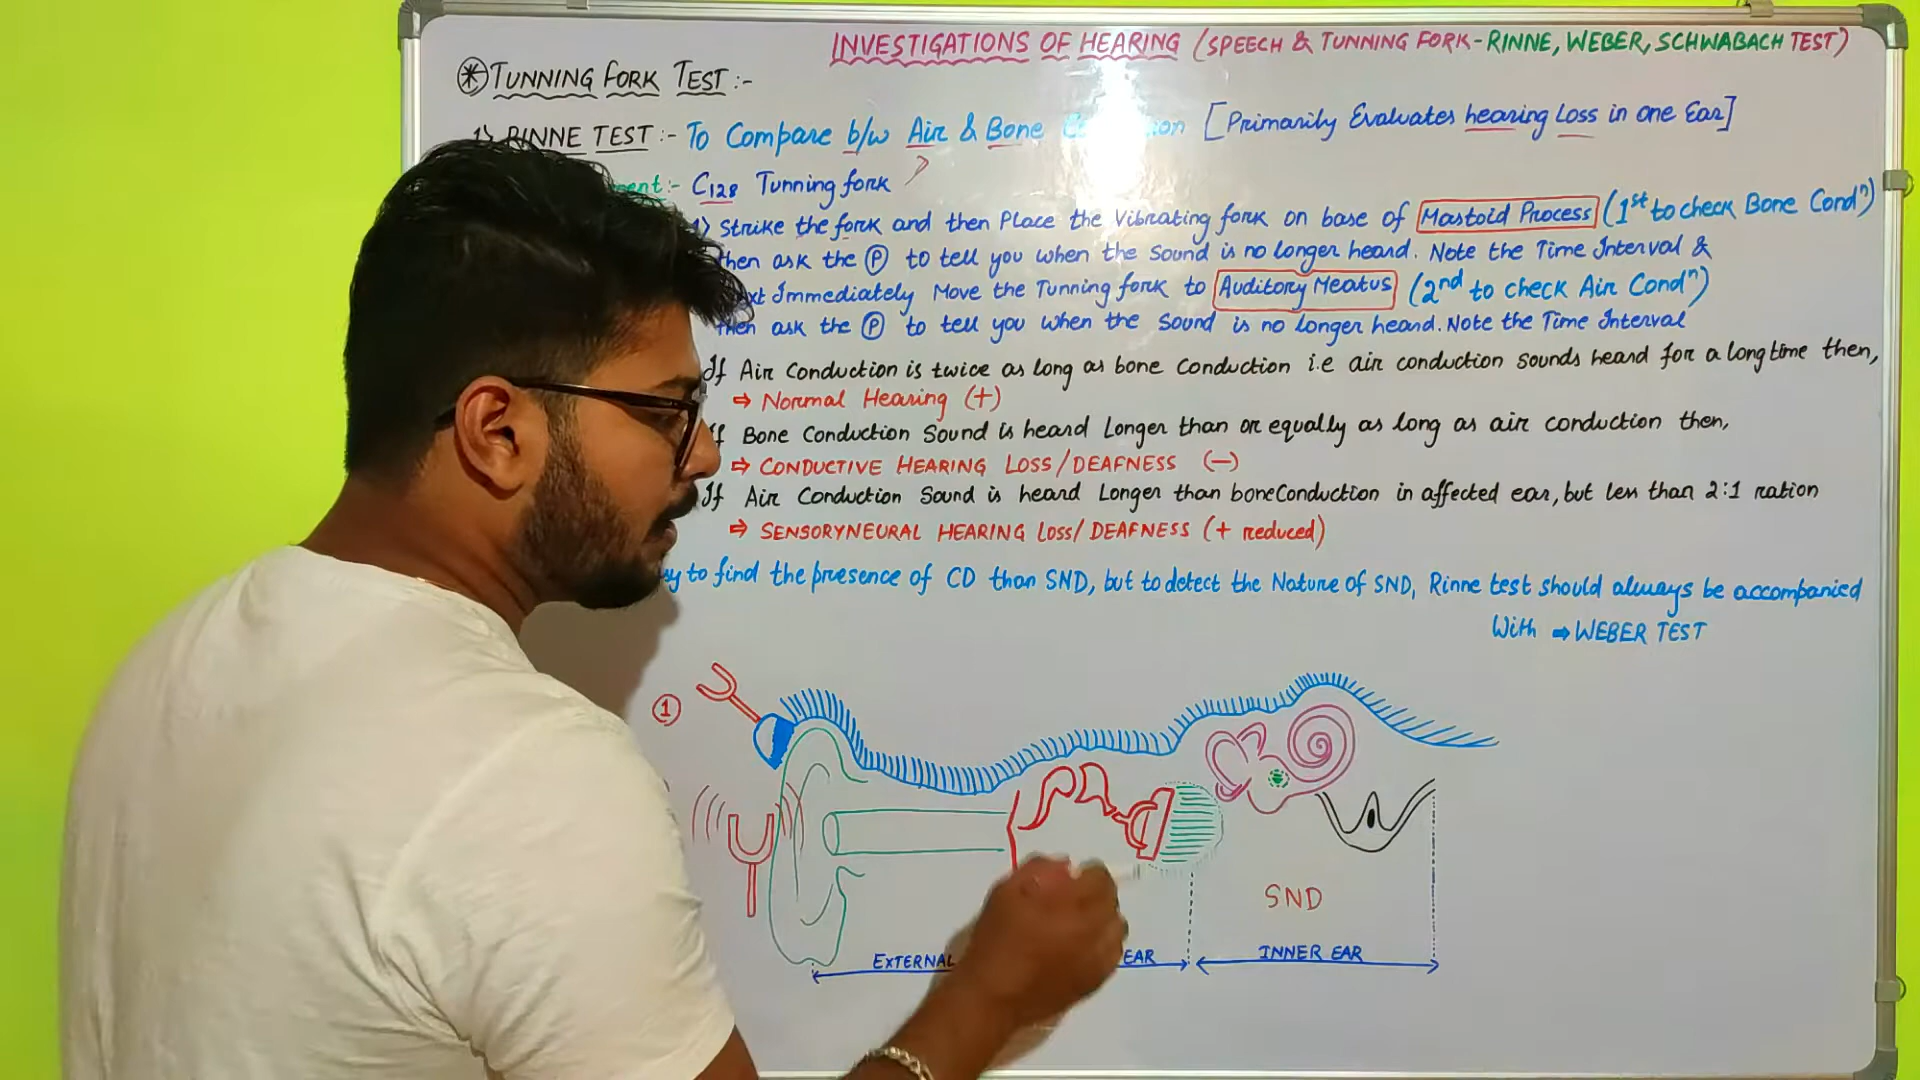 INVESTIGATIONS OF HEARING (SPEECH & TUNNING FORK - RINNE, WEBER, SCHWABACH TEST)
* TUNNING FORK TEST :-
1) RINNE TEST :- To Compare b/w Air & Bone [Primarily Evaluates hearing Loss in one Ear]
:- C128 Tunning fork
1) Strike the fork and then Place the Vibrating fork on base of Mastoid Process (1st to check Bone Condn)
then ask the P to tell you when the Sound is no longer heard. Note the Time Interval &
Immediately Move the Tunning fork to Auditory Meatus (2nd to check Air Condn)
then ask the P to tell you when the Sound is no longer heard. Note the Time Interval
If Air Conduction is twice as long as bone conduction i.e air conduction sounds heard for a long time then,
⇒ Normal Hearing (+)
If Bone Conduction Sound is heard Longer than or equally as long as air conduction then,
⇒ CONDUCTIVE HEARING LOSS/DEAFNESS (-)
If Air Conduction Sound is heard Longer than bone Conduction in affected ear, but less than 2:1 ration
⇒ SENSORYNEURAL HEARING LOSS/DEAFNESS (+ reduced)
to find the presence of CD than SND, but to detect the Nature of SND, Rinne test should always be accompanied
With ⇒ WEBER TEST
1
SND
EXTERNAL EAR INNER EAR